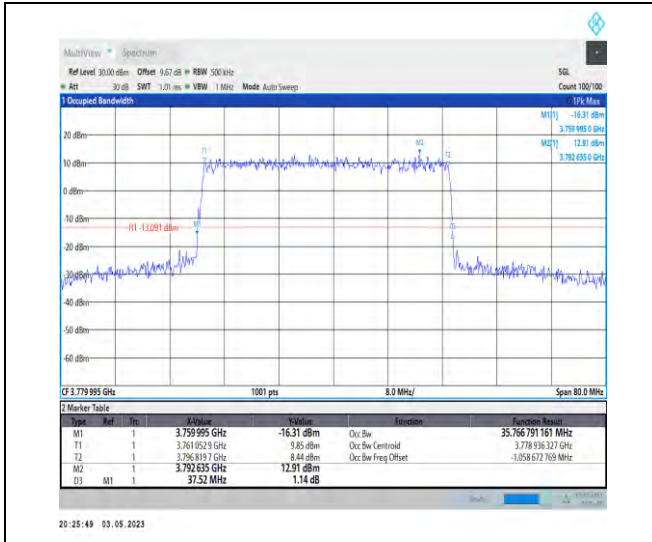 MultiView Spectrum
Ref Level 30.00 dBm Offset 9.67 dB RBW 500 kHz SGL
Att 30 dB SWT 1.01 ms VBW 1 MHz Mode Auto Sweep Count 100/100
1 Occupied Bandwidth 1Pk Max
M1[1] -16.31 dBm
3.759 995 0 GHz
M2[1] 12.91 dBm
3.792 635 0 GHz
20 dBm
M2
T1
T2
10 dBm
0 dBm
-10 dBm
H1 -13.091 dBm
M1
D3
-30 dBm
-40 dBm
-50 dBm
-60 dBm
CF 3.779 995 GHz 1001 pts 8.0 MHz/ Span 80.0 MHz
2 Marker Table
Type Ref Trc X-Value Y-Value Function Function Result
M1 1 3.759 995 GHz -16.31 dBm Occ Bw 35.766 791 161 MHz
T1 1 3.761 052 9 GHz 9.85 dBm Occ Bw Centroid 3.778 936 327 GHz
T2 1 3.796 819 7 GHz 8.44 dBm Occ Bw Freq Offset -1.058 672 769 MHz
M2 1 3.792 635 GHz 12.91 dBm
D3 M1 1 37.52 MHz 1.14 dB
20:25:49 03.05.2023